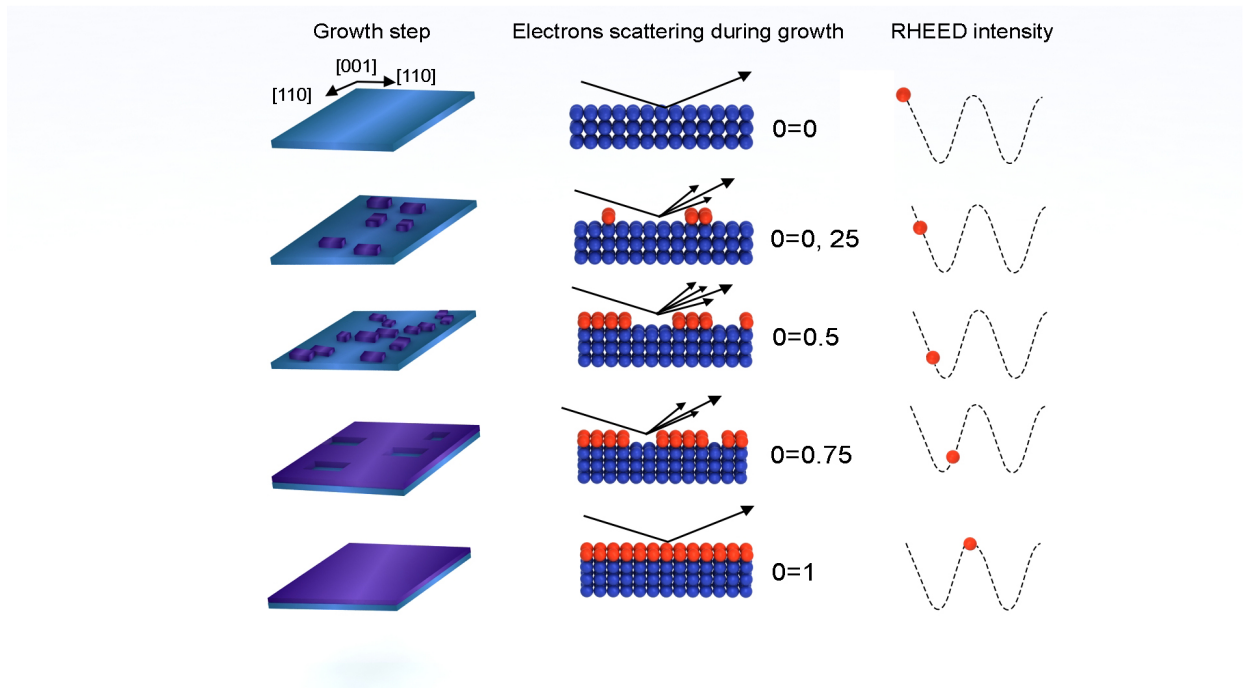 Growth step
Electrons scattering during growth
RHEED intensity
[001]
[110]
[110]
0=0
0=0, 25
0=0.5
0=0.75
0=1